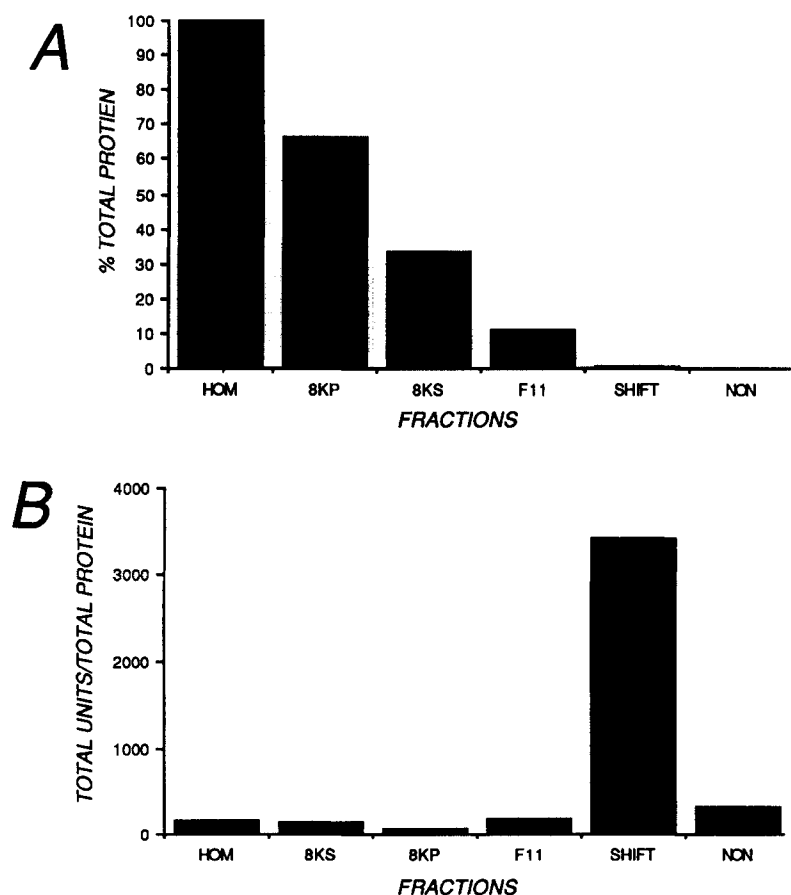 A
% TOTAL PROTIEN
100
90
80
70
60
50
40
30
20
10
0
HOM 8KP 8KS F11 SHIFT NON
FRACTIONS
B
TOTAL UNITS/TOTAL PROTEIN
4000
3000
2000
1000
0
HOM 8KS 8KP F11 SHIFT NON
FRACTIONS